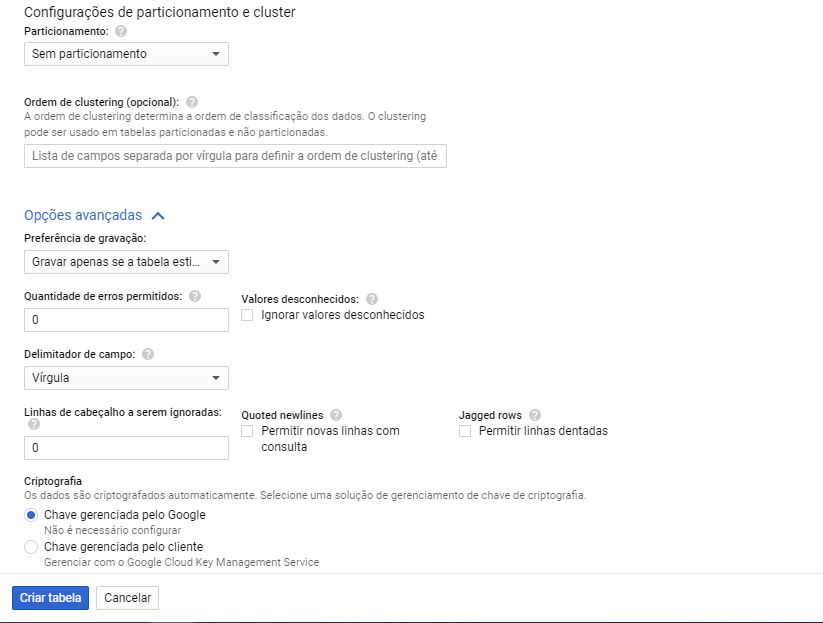 Configurações de particionamento e cluster
Particionamento: ?
Sem particionamento
Ordem de clustering (opcional): ?
A ordem de clustering determina a ordem de classificação dos dados. O clustering
pode ser usado em tabelas particionadas e não particionadas.
Lista de campos separada por vírgula para definir a ordem de clustering (até
Opções avançadas
Preferência de gravação:
Gravar apenas se a tabela esti...
Quantidade de erros permitidos: ?
0
Valores desconhecidos: ?
Ignorar valores desconhecidos
Delimitador de campo: ?
Vírgula
Linhas de cabeçalho a serem ignoradas:
?
0
Quoted newlines ?
Permitir novas linhas com
consulta
Jagged rows ?
Permitir linhas dentadas
Criptografia
Os dados são criptografados automaticamente. Selecione uma solução de gerenciamento de chave de criptografia.
Chave gerenciada pelo Google
Não é necessário configurar
Chave gerenciada pelo cliente
Gerenciar com o Google Cloud Key Management Service
Criar tabela
Cancelar